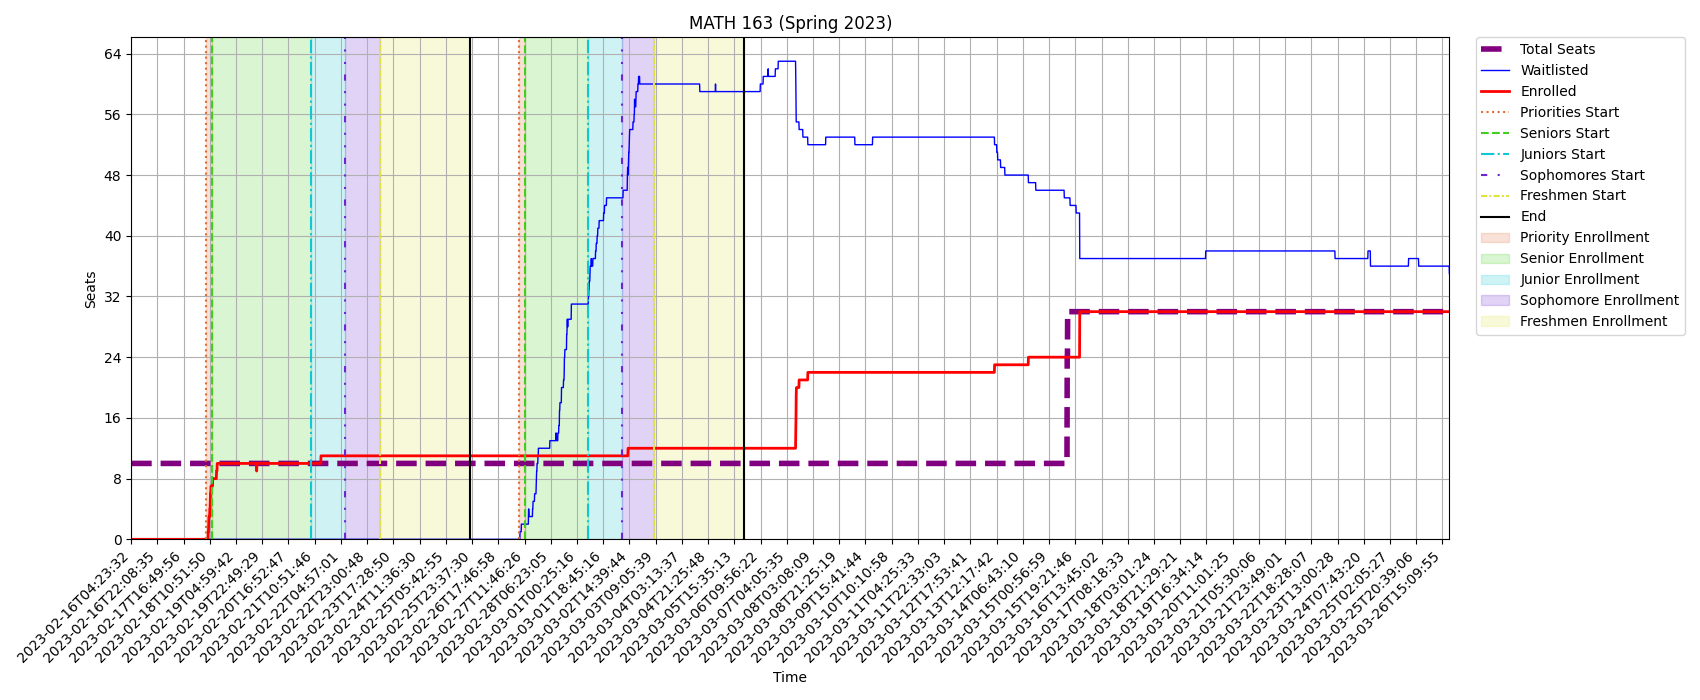 MATH 163 (Spring 2023)
Seats
64
56
48
40
32
24
16
8
0
2023-02-16T04:23:32
2023-02-16T22:08:35
2023-02-17T16:49:56
2023-02-18T10:51:50
2023-02-19T04:59:42
2023-02-19T22:49:29
2023-02-20T16:52:47
2023-02-21T10:51:46
2023-02-22T04:57:01
2023-02-22T23:00:48
2023-02-23T17:28:50
2023-02-24T11:36:30
2023-02-25T05:42:55
2023-02-25T23:37:30
2023-02-26T17:46:58
2023-02-27T11:46:26
2023-02-28T06:23:05
2023-03-01T00:25:16
2023-03-01T18:45:16
2023-03-02T14:39:44
2023-03-03T09:05:39
2023-03-04T03:13:37
2023-03-04T21:25:48
2023-03-05T15:35:13
2023-03-06T09:56:22
2023-03-07T04:05:35
2023-03-08T03:08:09
2023-03-08T21:25:19
2023-03-09T15:41:44
2023-03-10T10:10:58
2023-03-11T04:25:33
2023-03-11T22:33:03
2023-03-12T17:53:41
2023-03-13T12:17:42
2023-03-14T06:43:10
2023-03-15T00:56:59
2023-03-15T19:21:46
2023-03-16T13:45:02
2023-03-17T08:18:33
2023-03-18T03:01:24
2023-03-18T21:29:21
2023-03-19T16:34:14
2023-03-20T11:01:25
2023-03-21T05:30:06
2023-03-21T23:49:01
2023-03-22T18:28:07
2023-03-23T13:00:28
2023-03-24T07:43:20
2023-03-25T02:05:27
2023-03-25T20:39:06
2023-03-26T15:09:55
Time
Total Seats
Waitlisted
Enrolled
Priorities Start
Seniors Start
Juniors Start
Sophomores Start
Freshmen Start
End
Priority Enrollment
Senior Enrollment
Junior Enrollment
Sophomore Enrollment
Freshmen Enrollment